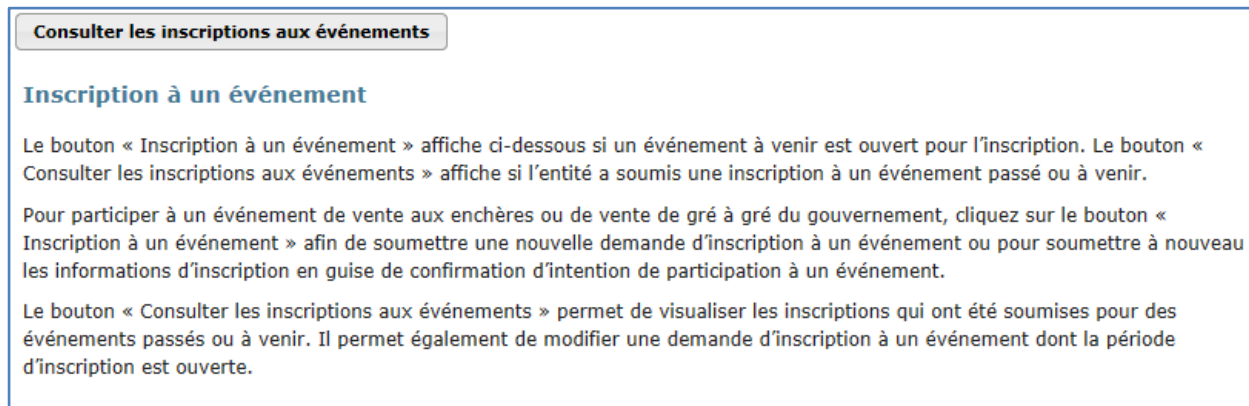 Consulter les inscriptions aux événements
Inscription à un événement
Le bouton « Inscription à un événement » affiche ci-dessous si un événement à venir est ouvert pour l'inscription. Le bouton «
Consulter les inscriptions aux événements » affiche si l'entité a soumis une inscription à un événement passé ou à venir.
Pour participer à un événement de vente aux enchères ou de vente de gré à gré du gouvernement, cliquez sur le bouton «
Inscription à un événement » afin de soumettre une nouvelle demande d'inscription à un événement ou pour soumettre à nouveau
les informations d'inscription en guise de confirmation d'intention de participation à un événement.
Le bouton « Consulter les inscriptions aux événements » permet de visualiser les inscriptions qui ont été soumises pour des
événements passés ou à venir. Il permet également de modifier une demande d'inscription à un événement dont la période
d'inscription est ouverte.